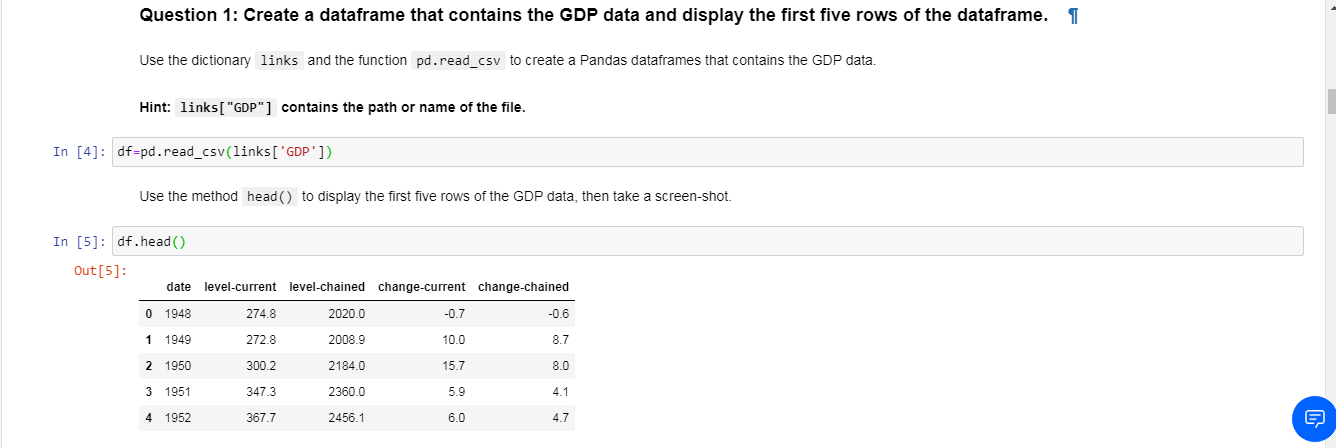 Question 1: Create a dataframe that contains the GDP data and display the first five rows of the dataframe. ¶
Use the dictionary links and the function pd.read_csv to create a Pandas dataframes that contains the GDP data.
Hint: links["GDP"] contains the path or name of the file.
In [4]: df=pd.read_csv(links['GDP'])
Use the method head() to display the first five rows of the GDP data, then take a screen-shot.
In [5]: df.head()
Out[5]:
date level-current level-chained change-current change-chained
0 1948 274.8 2020.0 -0.7 -0.6
1 1949 272.8 2008.9 10.0 8.7
2 1950 300.2 2184.0 15.7 8.0
3 1951 347.3 2360.0 5.9 4.1
4 1952 367.7 2456.1 6.0 4.7